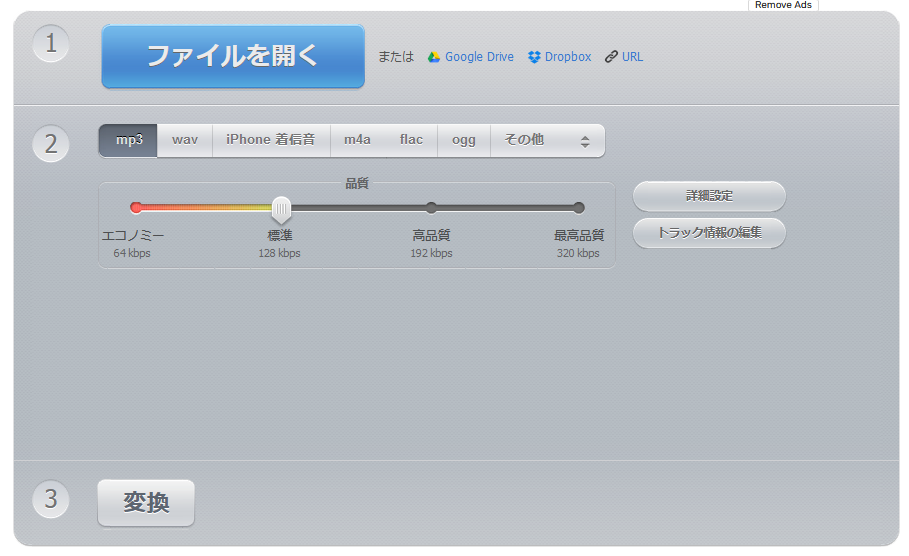 Remove Ads
1
ファイルを開く
または Google Drive Dropbox URL
2
mp3 wav iPhone 着信音 m4a flac ogg その他
品質
詳細設定
エコノミー 標準 高品質 最高品質
トラック情報の編集
64 kbps 128 kbps 192 kbps 320 kbps
3
変換